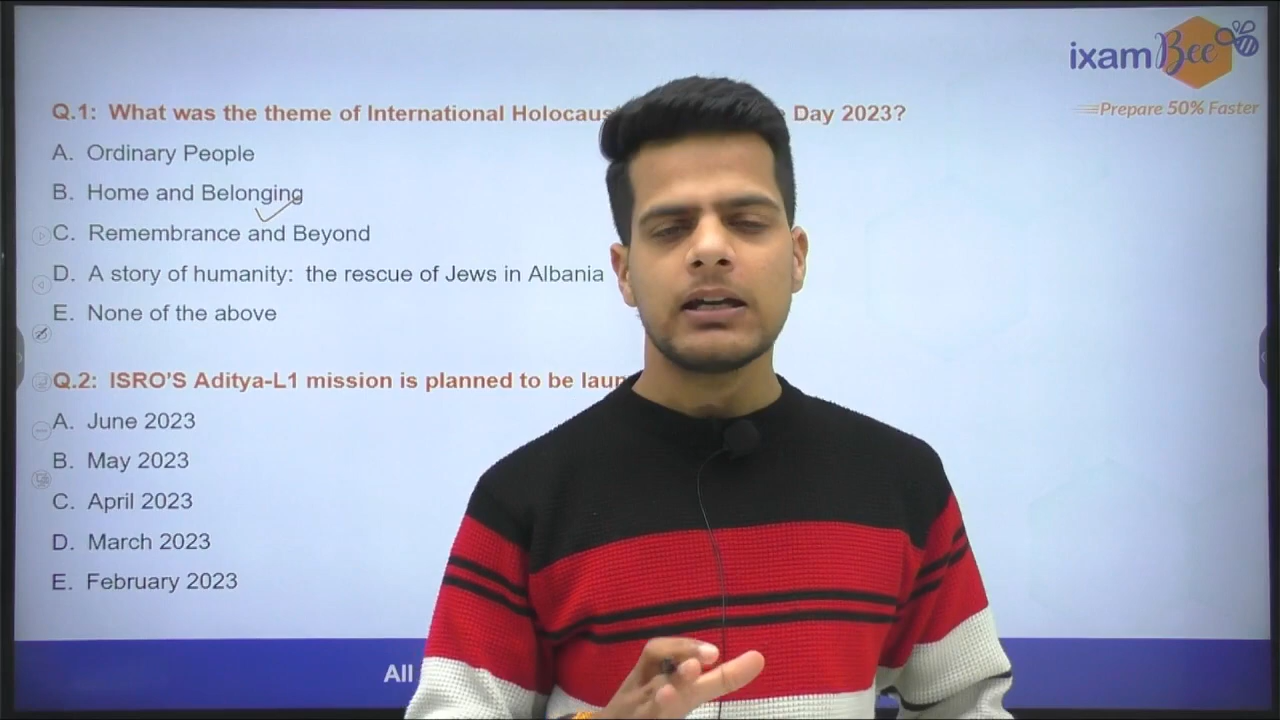 ixamBee
Prepare 50% Faster
Q.1: What was the theme of International Holocaus Day 2023?
A. Ordinary People
B. Home and Belonging
C. Remembrance and Beyond
D. A story of humanity: the rescue of Jews in Albania
E. None of the above
Q.2: ISRO'S Aditya-L1 mission is planned to be laun
A. June 2023
B. May 2023
C. April 2023
D. March 2023
E. February 2023
All